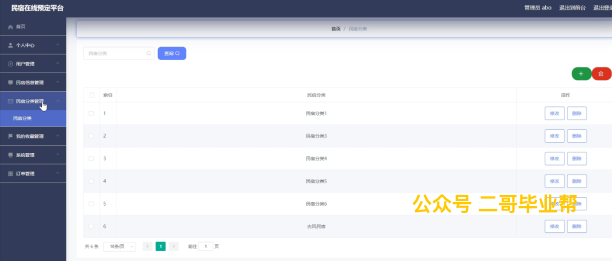 民宿在线预定平台
管理员 abo 退出到前台 退出登录
首页
个人中心
用户管理
民宿信息管理
民宿分类管理
民宿分类
我的收藏管理
系统管理
订单管理
首页 / 民宿分类
民宿分类 查询
索引 民宿分类 操作
1 民宿分类1 修改 删除
2 民宿分类3 修改 删除
3 民宿分类4 修改 删除
4 民宿分类5 修改 删除
5 民宿分类6 修改 删除
6 古风民宿 修改 删除
公众号 二哥毕业帮
共 6 条 10条/页 1 前往 1 页